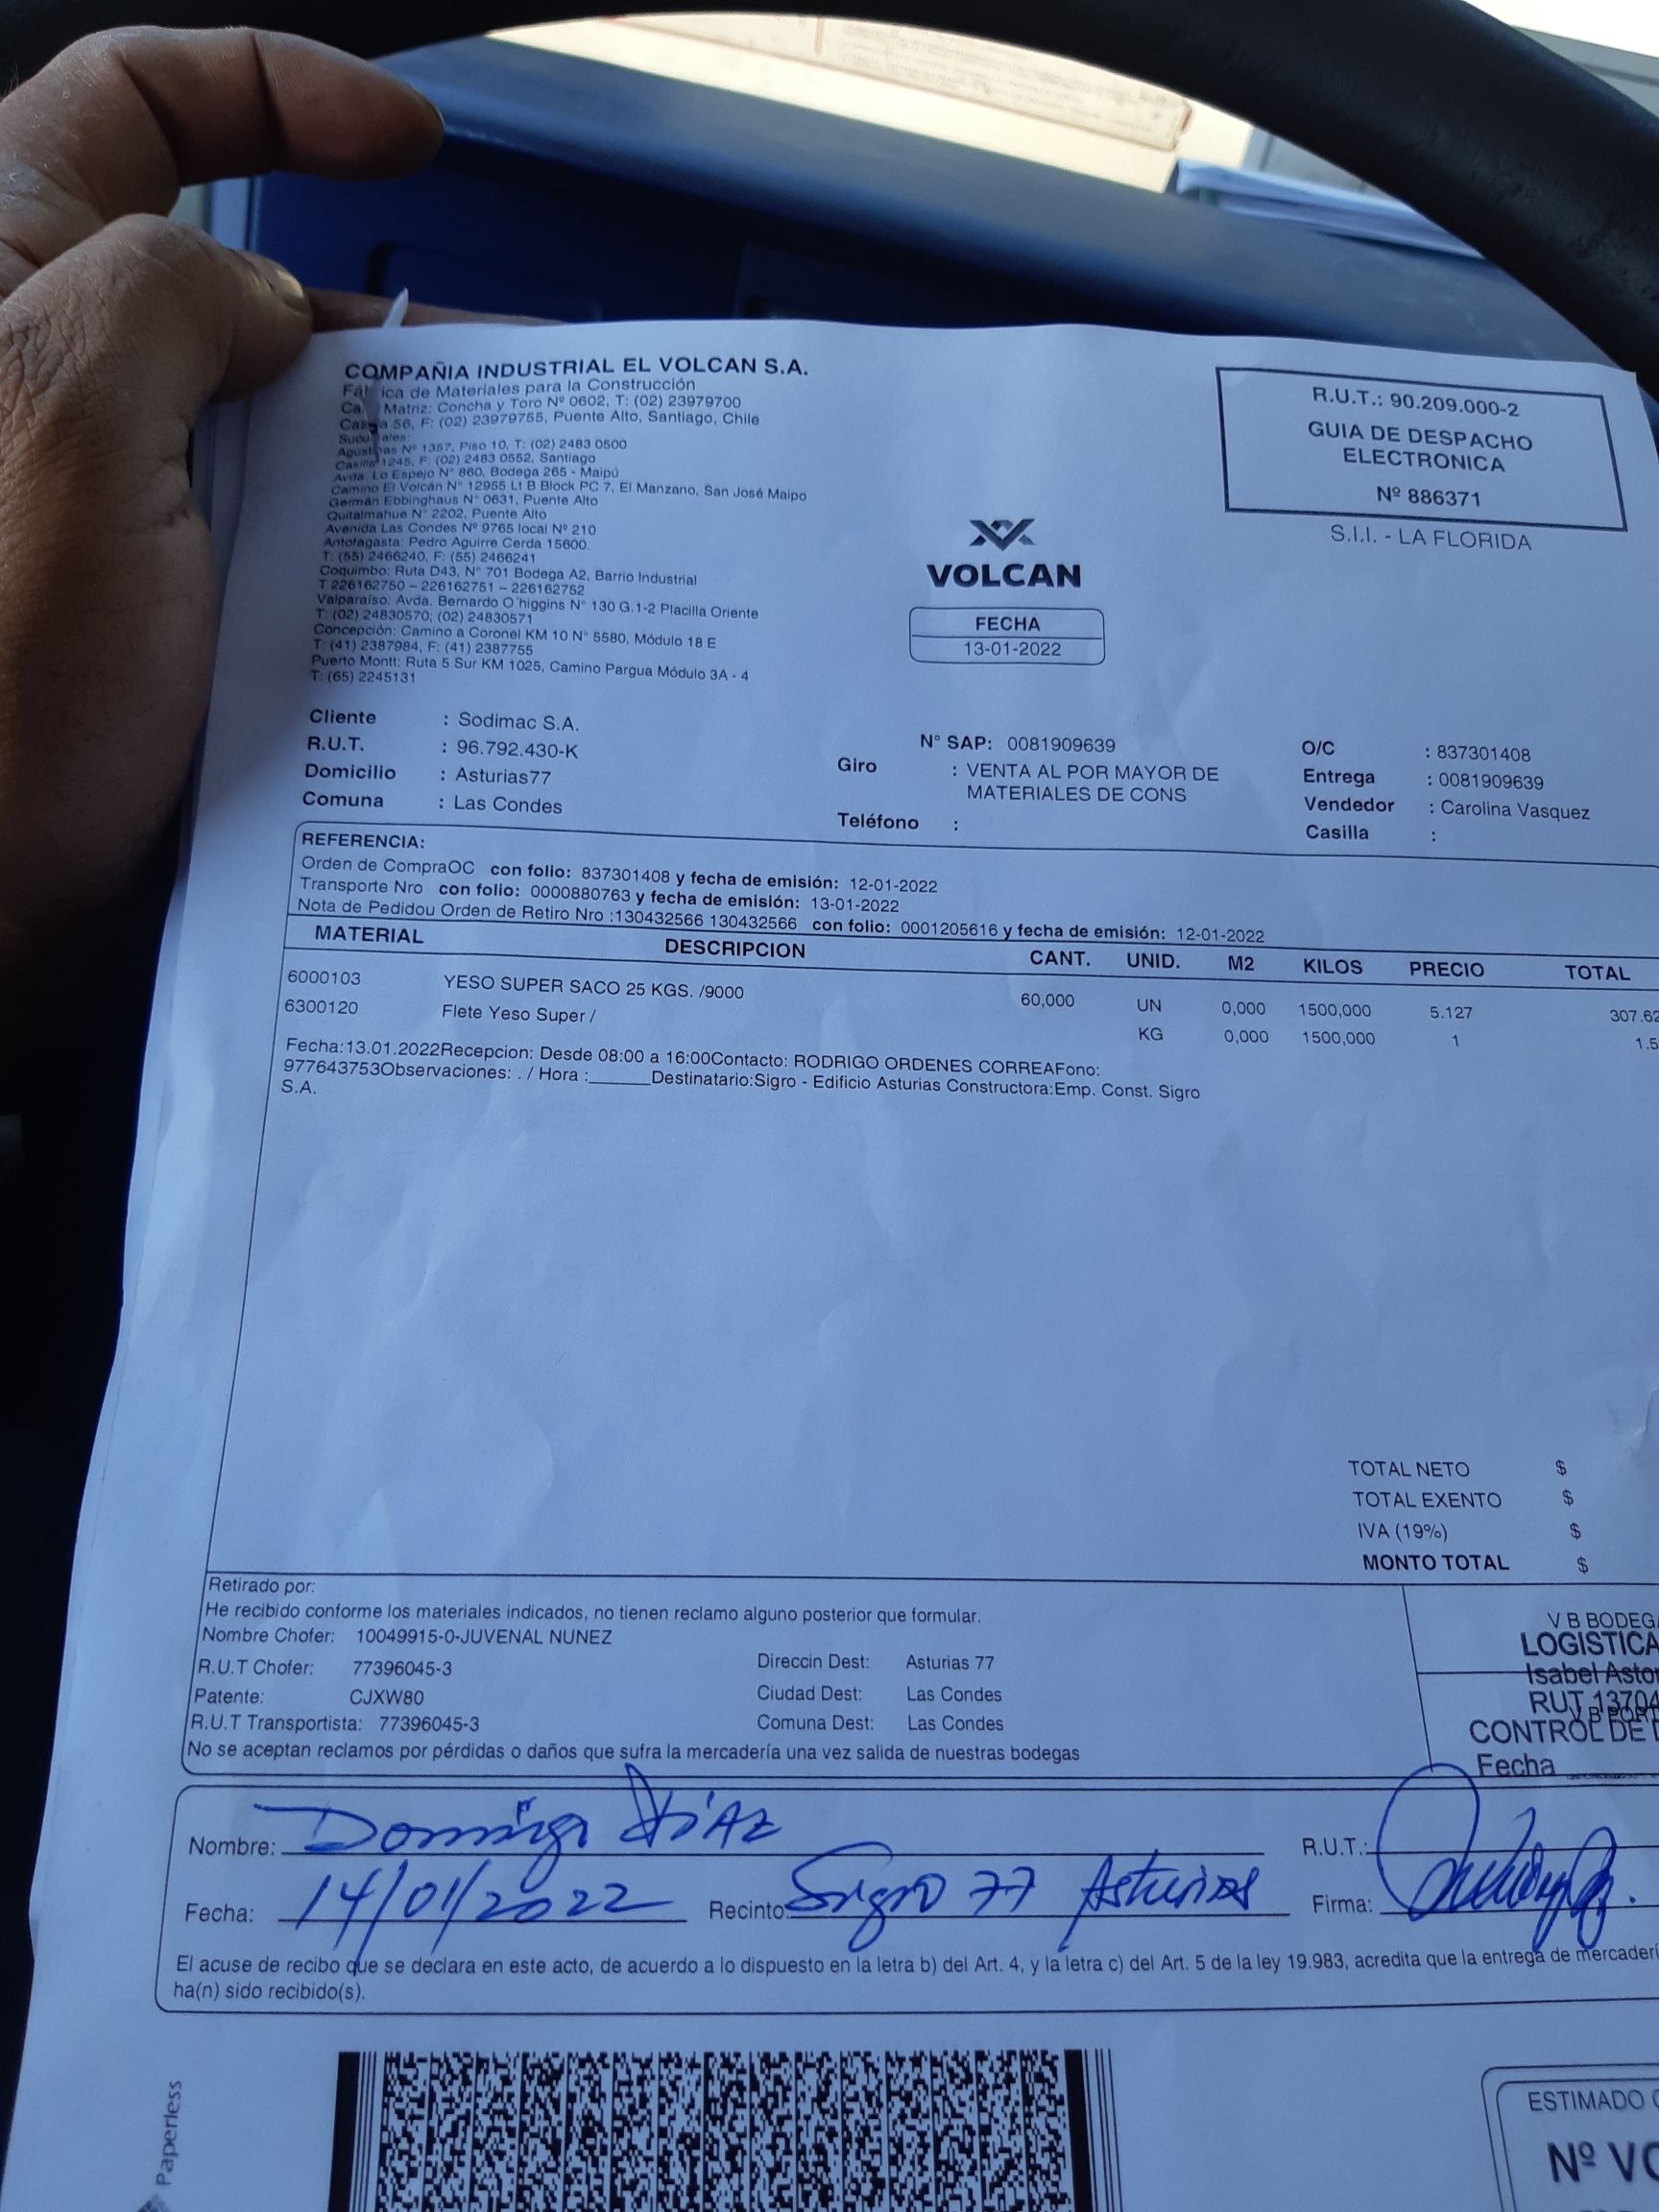 COMPAÑIA INDUSTRIAL EL VOLCAN S.A.
ica de Materiales para la Construcción
Matriz: Concha y Toro Nº 0602, T: (02) 23979700
56, F: (02) 23979755, Puente Alto, Santiago, Chile
Nº 1357, Piso 10, T: (02) 2483 0500
Casilla 1245, F: (02) 2483 0552, Santiago
Avda. Lo Espejo N° 860, Bodega 265 - Maipú
Camino El Volcán N° 12955 Lt B Block PC 7, El Manzano, San José Maipo
Germán Ebbinghaus N° 0631, Puente Alto
Quitalmahue N° 2202, Puente Alto
Avenida Las Condes Nº 9765 local Nº 210
Antofagasta: Pedro Aguirre Cerda 15600.
T: (55) 2466240, F: (55) 2466241
Coquimbo: Ruta D43, N° 701 Bodega A2, Barrio Industrial
T 226162750 – 226162751 – 226162752
Valparaíso: Avda. Bernardo O´higgins N° 130 G.1-2 Placilla Oriente
T: (02) 24830570; (02) 24830571
Concepción: Camino a Coronel KM 10 N° 5580, Módulo 18 E
T: (41) 2387984, F: (41) 2387755
Puerto Montt: Ruta 5 Sur KM 1025, Camino Pargua Módulo 3A - 4
T: (65) 2245131
R.U.T.: 90.209.000-2
GUIA DE DESPACHO
ELECTRONICA
Nº 886371
S.I.I. - LA FLORIDA
VOLCAN
FECHA
13-01-2022
Cliente : Sodimac S.A.
R.U.T. : 96.792.430-K
Domicilio : Asturias77
Comuna : Las Condes
N° SAP: 0081909639
Giro : VENTA AL POR MAYOR DE
MATERIALES DE CONS
Teléfono :
O/C : 837301408
Entrega : 0081909639
Vendedor : Carolina Vasquez
Casilla :
REFERENCIA:
Orden de CompraOC con folio: 837301408 y fecha de emisión: 12-01-2022
Transporte Nro con folio: 0000880763 y fecha de emisión: 13-01-2022
Nota de Pedidou Orden de Retiro Nro :130432566 130432566 con folio: 0001205616 y fecha de emisión: 12-01-2022
MATERIAL DESCRIPCION CANT. UNID. M2 KILOS PRECIO TOTAL
6000103 YESO SUPER SACO 25 KGS. /9000 60,000 UN 0,000 1500,000 5.127 307.62
6300120 Flete Yeso Super / KG 0,000 1500,000 1 1.5
Fecha:13.01.2022Recepcion: Desde 08:00 a 16:00Contacto: RODRIGO ORDENES CORREAFono:
977643753Observaciones: . / Hora :______Destinatario:Sigro - Edificio Asturias Constructora:Emp. Const. Sigro
S.A.
TOTAL NETO $
TOTAL EXENTO $
IVA (19%) $
MONTO TOTAL $
Retirado por:
He recibido conforme los materiales indicados, no tienen reclamo alguno posterior que formular.
Nombre Chofer: 10049915-0-JUVENAL NUNEZ
R.U.T Chofer: 77396045-3 Direccin Dest: Asturias 77
Patente: CJXW80 Ciudad Dest: Las Condes
R.U.T Transportista: 77396045-3 Comuna Dest: Las Condes
No se aceptan reclamos por pérdidas o daños que sufra la mercadería una vez salida de nuestras bodegas
V B BODEGA
LOGISTICA
Isabel Astor
RUT 13704
CONTROL DE
Fecha
Nombre: Domingo DÍAZ R.U.T.:
Fecha: 14/01/2022 Recinto: Sigro 77 Asturias Firma:
El acuse de recibo que se declara en este acto, de acuerdo a lo dispuesto en la letra b) del Art. 4, y la letra c) del Art. 5 de la ley 19.983, acredita que la entrega de mercaderí
ha(n) sido recibido(s).
Paperless
ESTIMADO
Nº VO